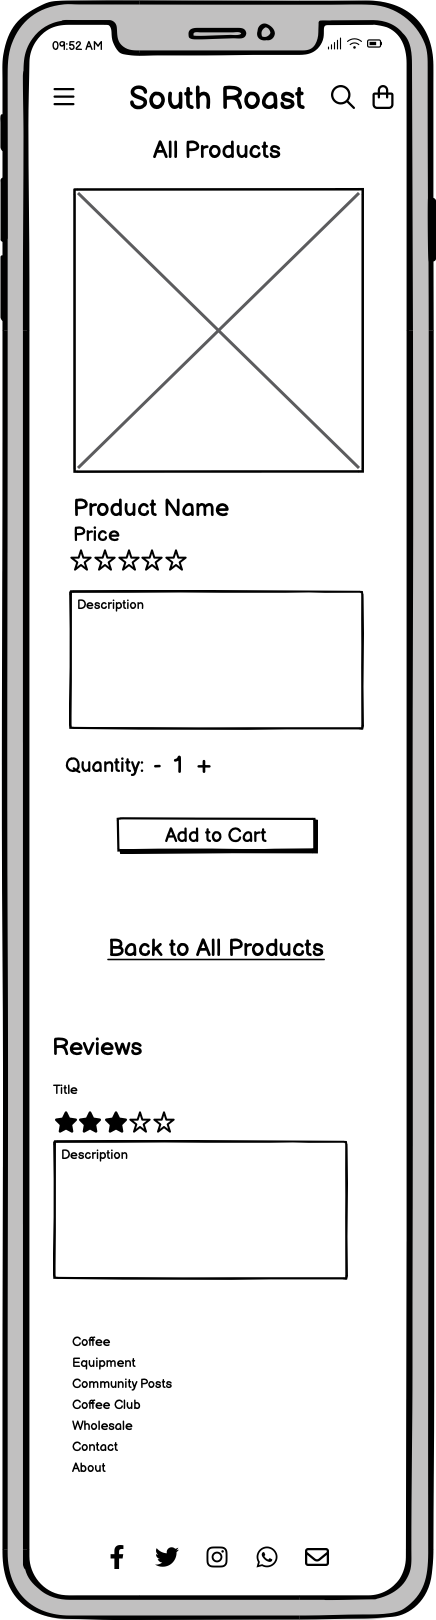 09:52 AM
South Roast
All Products
Product Name
Price
Description
Quantity: - 1 +
Add to Cart
Back to All Products
Reviews
Title
Description
Coffee
Equipment
Community Posts
Coffee Club
Wholesale
Contact
About